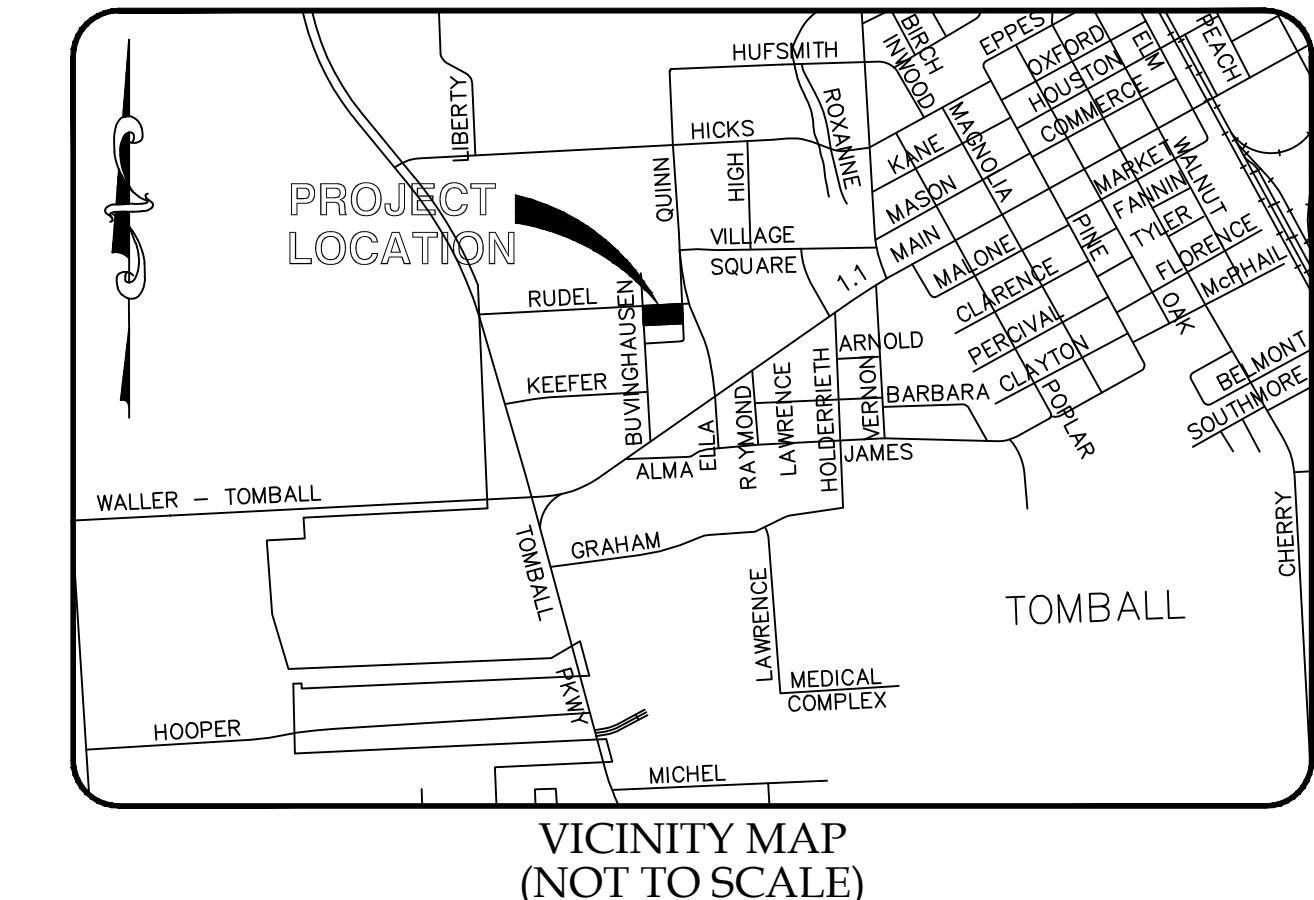 HUFSMITH
LIBERTY
HICKS
QUINN
HIGH
ROXANNE
BIRCH
INWOOD
EPPES
OXFORD
HOUSTON
COMMERCE
ELM
PEACH
KANE
MASON
MAIN
MAGNOLIA
MALONE
CLARENCE
PERCIVAL
CLAYTON
POPLAR
PINE
MARKET
FANNIN
TYLER
FLORENCE
McPHAIL
WALNUT
OAK
BELMONT
SOUTHMORE
CHERRY
PROJECT
LOCATION
VILLAGE
SQUARE
1.1
RUDEL
KEEFER
BUVINGHAUSEN
ARNOLD
VERNON
BARBARA
HOLDERRIETH
LAWRENCE
RAYMOND
ELLA
ALMA
JAMES
WALLER - TOMBALL
TOMBALL
PKWY
GRAHAM
LAWRENCE
MEDICAL
COMPLEX
TOMBALL
HOOPER
MICHEL
VICINITY MAP
(NOT TO SCALE)